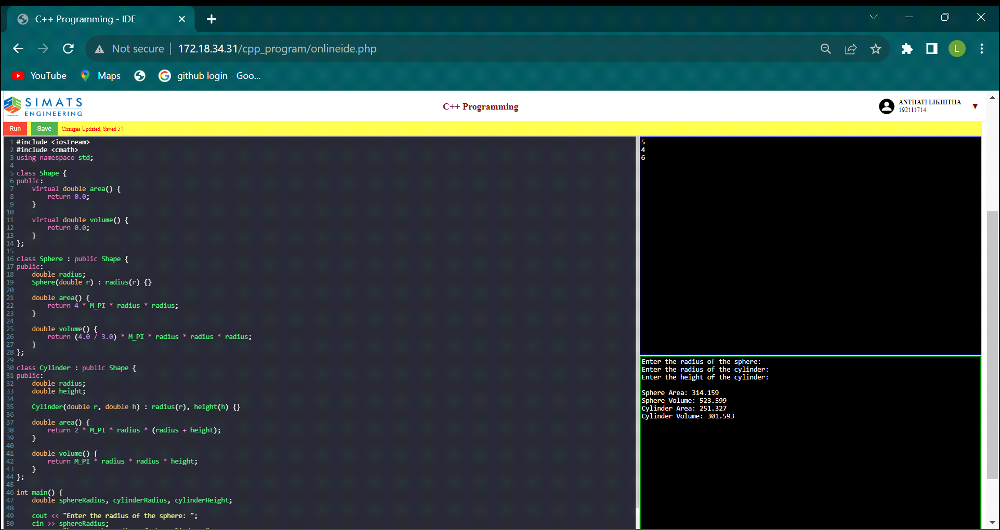 C++ Programming - IDE
Not secure 172.18.34.31/cpp_program/onlineide.php
L
YouTube Maps github login - Goo...
SIMATS
ENGINEERING
C++ Programming
ANTHATI LIKHITHA
192111714
Run Save Changes Updated, Saved 57
1 #include <iostream>
2 #include <cmath>
3 using namespace std;
4
5 class Shape {
6 public:
7     virtual double area() {
8         return 0.0;
9     }
10
11     virtual double volume() {
12         return 0.0;
13     }
14 };
15
16 class Sphere : public Shape {
17 public:
18     double radius;
19     Sphere(double r) : radius(r) {}
20
21     double area() {
22         return 4 * M_PI * radius * radius;
23     }
24
25     double volume() {
26         return (4.0 / 3.0) * M_PI * radius * radius * radius;
27     }
28 };
29
30 class Cylinder : public Shape {
31 public:
32     double radius;
33     double height;
34
35     Cylinder(double r, double h) : radius(r), height(h) {}
36
37     double area() {
38         return 2 * M_PI * radius * (radius + height);
39     }
40
41     double volume() {
42         return M_PI * radius * radius * height;
43     }
44 };
45
46 int main() {
47     double sphereRadius, cylinderRadius, cylinderHeight;
48
49     cout << "Enter the radius of the sphere: ";
50     cin >> sphereRadius;
5
4
6
Enter the radius of the sphere:
Enter the radius of the cylinder:
Enter the height of the cylinder:
Sphere Area: 314.159
Sphere Volume: 523.599
Cylinder Area: 251.327
Cylinder Volume: 301.593